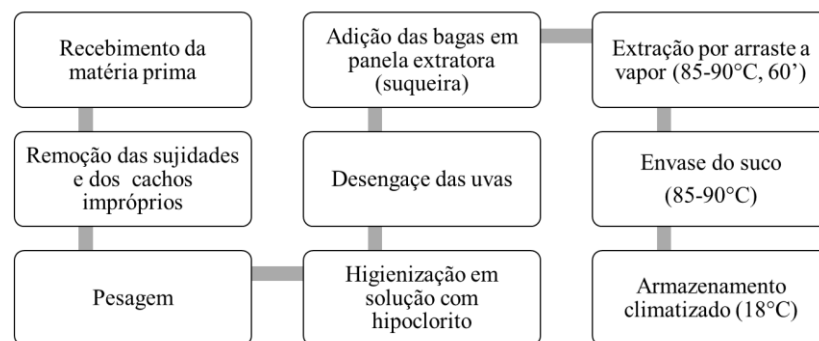 Recebimento da
matéria prima
Remoção das sujidades
e dos cachos
impróprios
Pesagem
Higienização em
solução com
hipoclorito
Desengaçe das uvas
Adição das bagas em
panela extratora
(suqueira)
Extração por arraste a
vapor (85-90°C, 60’)
Envase do suco
(85-90°C)
Armazenamento
climatizado (18°C)